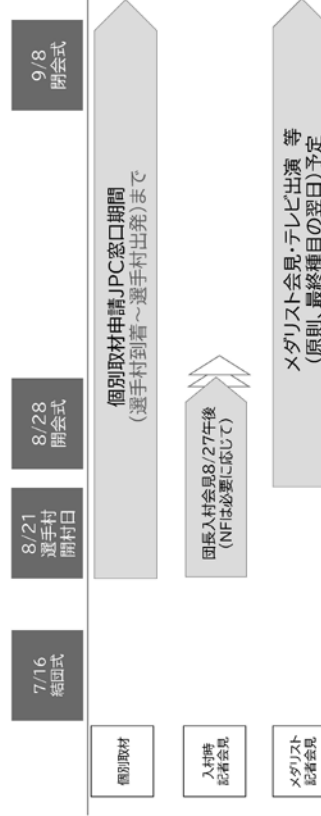 7/16
結団式
8/21
選手村
開村日
8/28
開会式
9/8
閉会式
個別取材
個別取材申請JPC窓口期間
(選手村到着~選手村出発)まで
入村時
記者会見
団長入村会見8/27午後
(NFは必要に応じて)
メダリスト
記者会見
メダリスト会見・テレビ出演 等
(原則、最終種目の翌日)予定